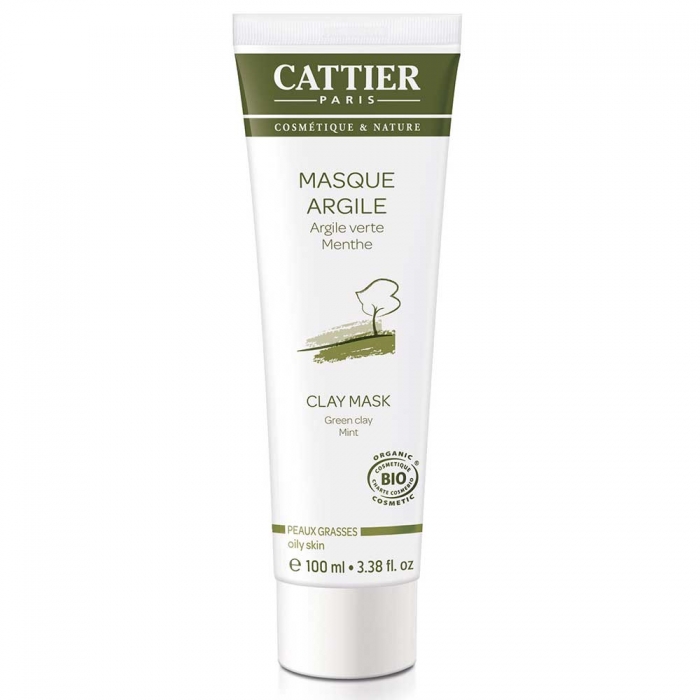 CATTIER
PARIS
COSMÉTIQUE & NATURE
MASQUE
ARGILE
Argile verte
Menthe
CLAY MASK
Green clay
Mint
ORGANIC
COSMETIQUE
BIO
CHARTE COSMEBIO
COSMETIC
®
PEAUX GRASSES
oily skin
e 100 ml • 3.38 fl. oz